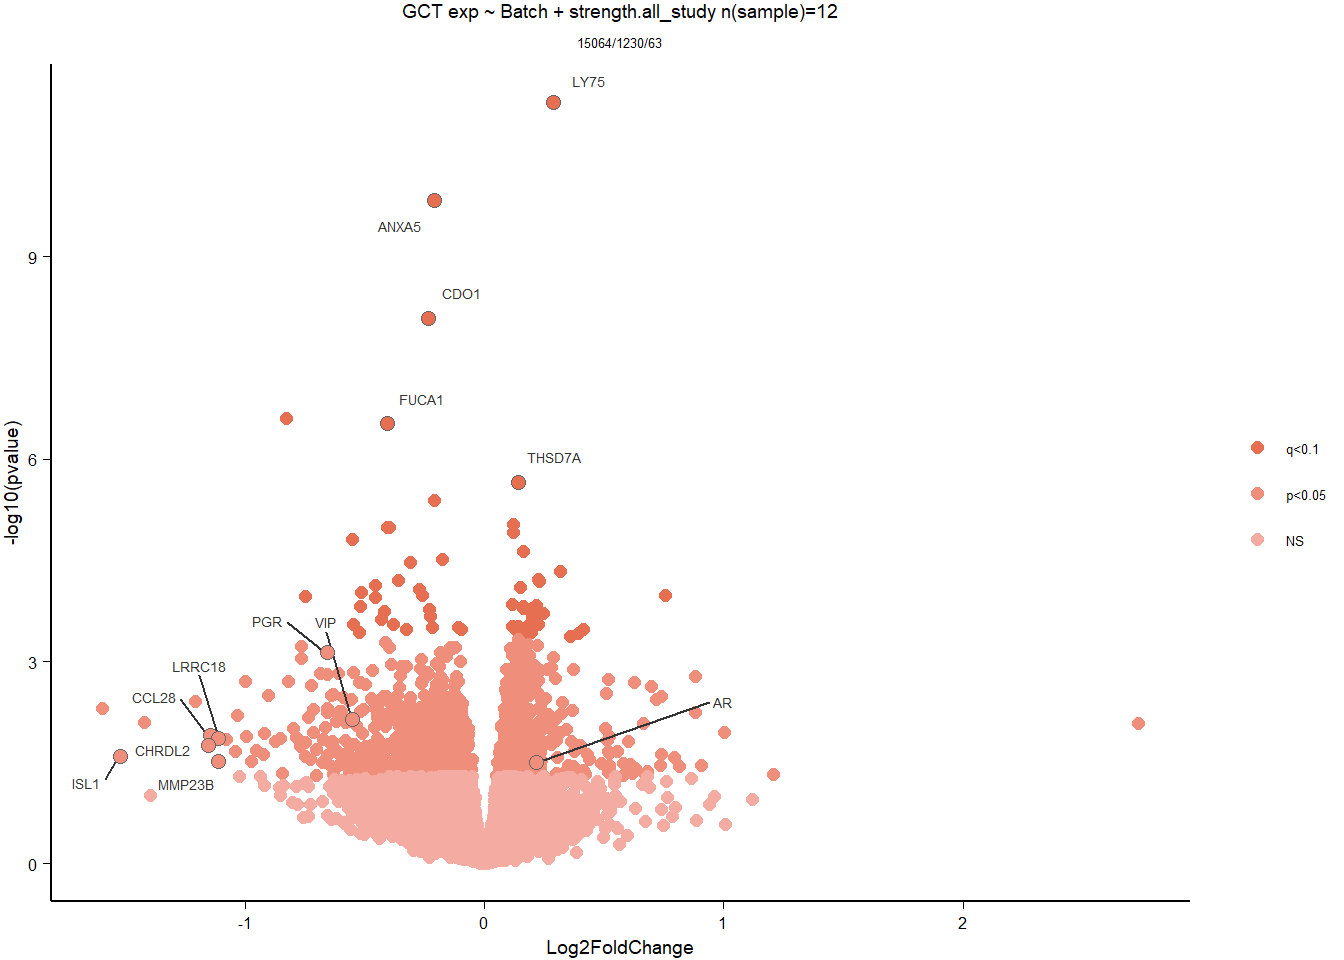 GCT exp ~ Batch + strength.all_study n(sample)=12
15064/1230/63
LY75
ANXA5
9
CDO1
FUCA1
-log10(pvalue)
6
THSD7A
q<0.1
p<0.05
NS
PGR
VIP
3
LRRC18
CCL28
AR
CHRDL2
ISL1
MMP23B
0
-1
0
1
2
Log2FoldChange